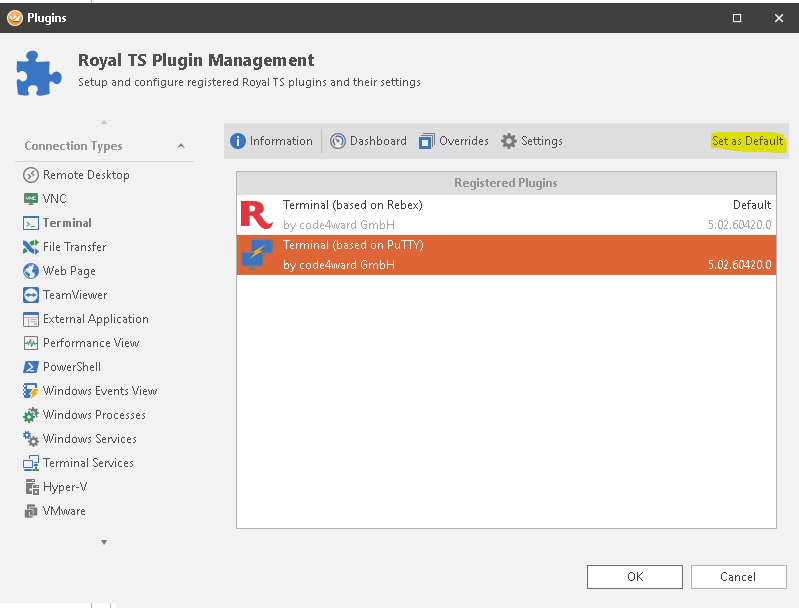 Plugins
Royal TS Plugin Management
Setup and configure registered Royal TS plugins and their settings
Connection Types
Information Dashboard Overrides Settings Set as Default
Remote Desktop
VNC
Terminal
File Transfer
Web Page
TeamViewer
External Application
Performance View
PowerShell
Windows Events View
Windows Processes
Windows Services
Terminal Services
Hyper-V
VMware
Registered Plugins
Terminal (based on Rebex) Default
by code4ward GmbH 5.02.60420.0
Terminal (based on PuTTY)
by code4ward GmbH 5.02.60420.0
OK Cancel